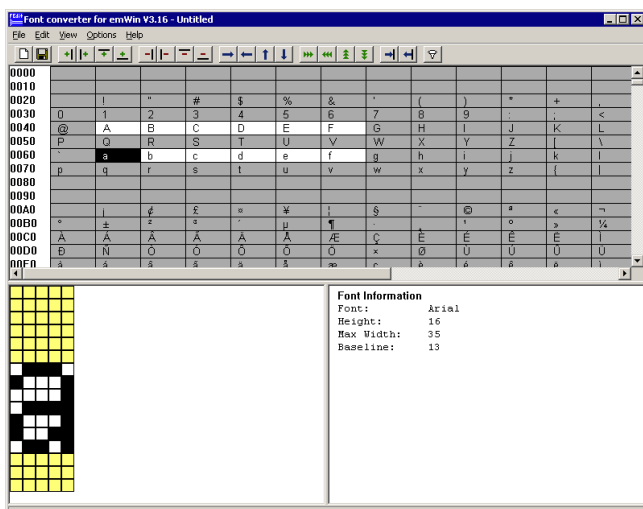 Font converter for emWin V3.16 - Untitled
File Edit View Options Help
0000
0010
0020 ! " # $ % & ' ( ) * + ,
0030 0 1 2 3 4 5 6 7 8 9 : ; <
0040 @ A B C D E F G H I J K L
0050 P Q R S T U V W X Y Z [ \
0060 ` a b c d e f g h i j k l
0070 p q r s t u v w x y z { |
0080
0090
00A0 ¡ ¢ £ ¤ ¥ ¦ § ¨ © ª « ¬
00B0 ° ± ² ³ ´ µ ¶ · ¸ ¹ º » ¼
00C0 À Á Â Ã Ä Å Æ Ç È É Ê Ë Ì
00D0 Ð Ñ Ò Ó Ô Õ Ö × Ø Ù Ú Û Ü
00E0
Font Information
Font: Arial
Height: 16
Max Width: 35
Baseline: 13